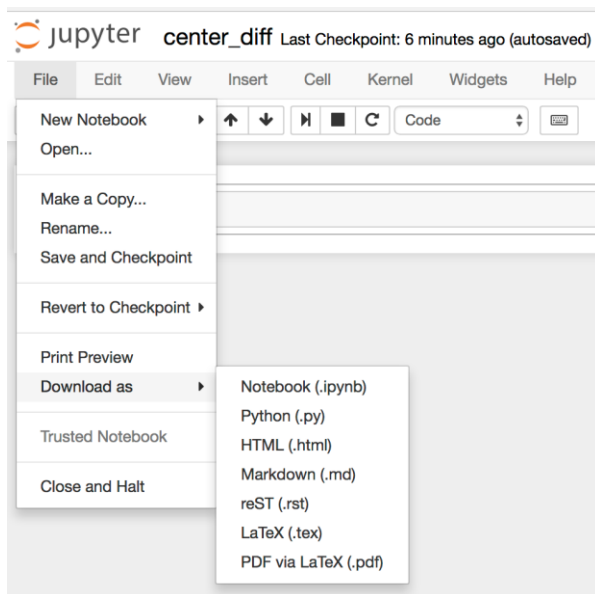 jupyter center_diff Last Checkpoint: 6 minutes ago (autosaved)
File Edit View Insert Cell Kernel Widgets Help
New Notebook
Code
Open...
Make a Copy...
Rename...
Save and Checkpoint
Revert to Checkpoint
Print Preview
Download as
Trusted Notebook
Close and Halt
Notebook (.ipynb)
Python (.py)
HTML (.html)
Markdown (.md)
reST (.rst)
LaTeX (.tex)
PDF via LaTeX (.pdf)